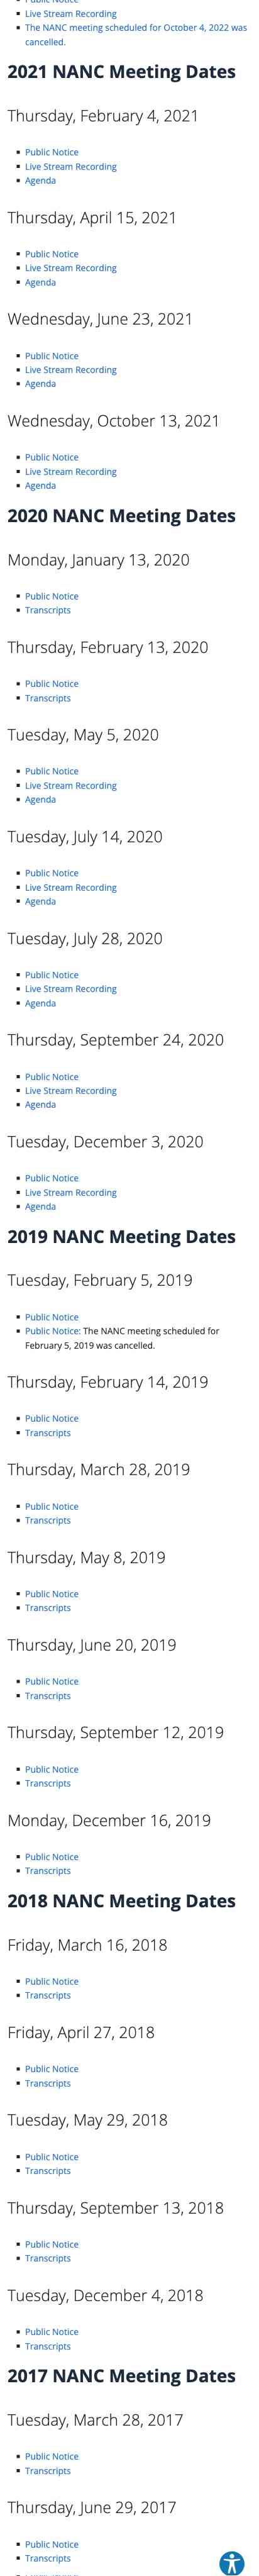 Live Stream Recording
The NANC meeting scheduled for October 4, 2022 was
cancelled.
2021 NANC Meeting Dates
Thursday, February 4, 2021
Public Notice
Live Stream Recording
Agenda
Thursday, April 15, 2021
Public Notice
Live Stream Recording
Agenda
Wednesday, June 23, 2021
Public Notice
Live Stream Recording
Agenda
Wednesday, October 13, 2021
Public Notice
Live Stream Recording
Agenda
2020 NANC Meeting Dates
Monday, January 13, 2020
Public Notice
Transcripts
Thursday, February 13, 2020
Public Notice
Transcripts
Tuesday, May 5, 2020
Public Notice
Live Stream Recording
Agenda
Tuesday, July 14, 2020
Public Notice
Live Stream Recording
Agenda
Tuesday, July 28, 2020
Public Notice
Live Stream Recording
Agenda
Thursday, September 24, 2020
Public Notice
Live Stream Recording
Agenda
Tuesday, December 3, 2020
Public Notice
Live Stream Recording
Agenda
2019 NANC Meeting Dates
Tuesday, February 5, 2019
Public Notice
Public Notice: The NANC meeting scheduled for
February 5, 2019 was cancelled.
Thursday, February 14, 2019
Public Notice
Transcripts
Thursday, March 28, 2019
Public Notice
Transcripts
Thursday, May 8, 2019
Public Notice
Transcripts
Thursday, June 20, 2019
Public Notice
Transcripts
Thursday, September 12, 2019
Public Notice
Transcripts
Monday, December 16, 2019
Public Notice
Transcripts
2018 NANC Meeting Dates
Friday, March 16, 2018
Public Notice
Transcripts
Friday, April 27, 2018
Public Notice
Transcripts
Tuesday, May 29, 2018
Public Notice
Transcripts
Thursday, September 13, 2018
Public Notice
Transcripts
Tuesday, December 4, 2018
Public Notice
Transcripts
2017 NANC Meeting Dates
Tuesday, March 28, 2017
Public Notice
Transcripts
Thursday, June 29, 2017
Public Notice
Transcripts